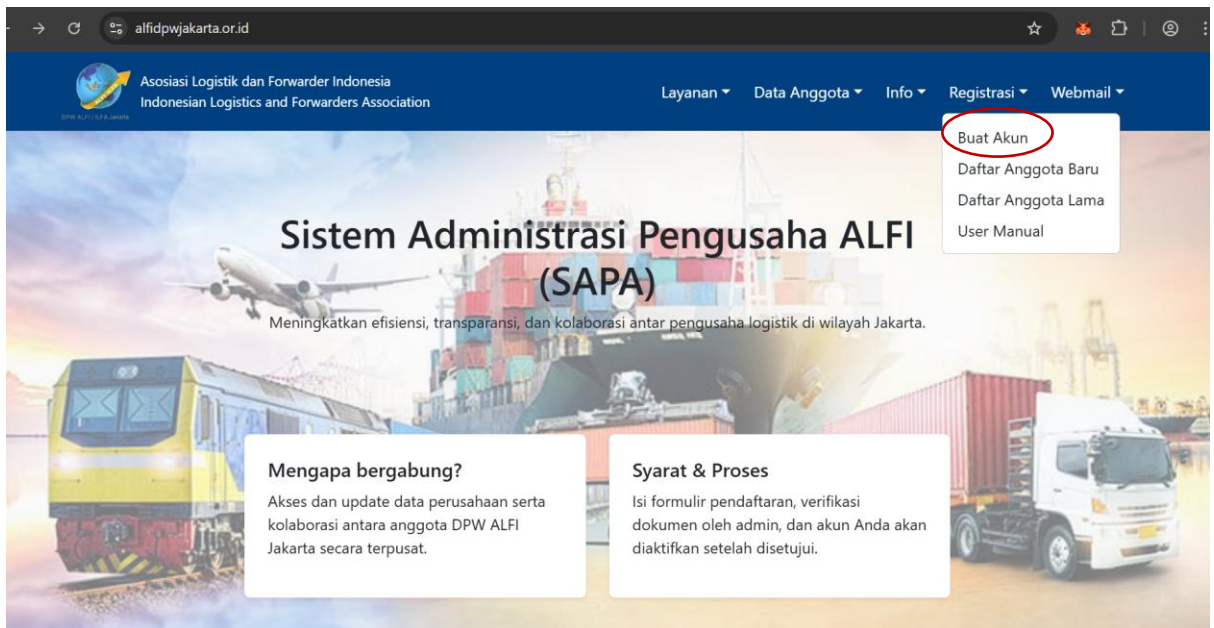 alfidpwjakarta.or.id
Asosiasi Logistik dan Forwarder Indonesia
Indonesian Logistics and Forwarders Association
DPW ALFI / ILFA Jakarta
Layanan Data Anggota Info Registrasi Webmail
Buat Akun
Daftar Anggota Baru
Daftar Anggota Lama
User Manual
Sistem Administrasi Pengusaha ALFI
(SAPA)
Meningkatkan efisiensi, transparansi, dan kolaborasi antar pengusaha logistik di wilayah Jakarta.
Mengapa bergabung?
Akses dan update data perusahaan serta
kolaborasi antara anggota DPW ALFI
Jakarta secara terpusat.
Syarat & Proses
Isi formulir pendaftaran, verifikasi
dokumen oleh admin, dan akun Anda akan
diaktifkan setelah disetujui.